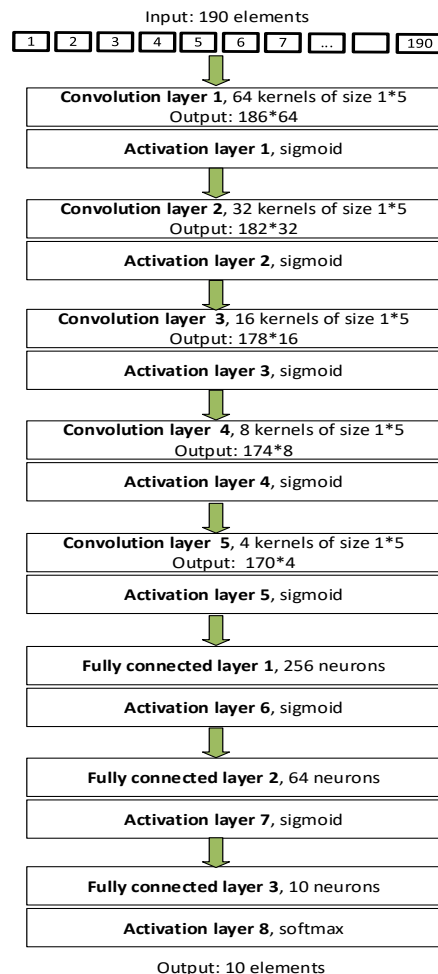 Input: 190 elements
1 2 3 4 5 6 7 ... 190
Convolution layer 1, 64 kernels of size 1*5
Output: 186*64
Activation layer 1, sigmoid
Convolution layer 2, 32 kernels of size 1*5
Output: 182*32
Activation layer 2, sigmoid
Convolution layer 3, 16 kernels of size 1*5
Output: 178*16
Activation layer 3, sigmoid
Convolution layer 4, 8 kernels of size 1*5
Output: 174*8
Activation layer 4, sigmoid
Convolution layer 5, 4 kernels of size 1*5
Output: 170*4
Activation layer 5, sigmoid
Fully connected layer 1, 256 neurons
Activation layer 6, sigmoid
Fully connected layer 2, 64 neurons
Activation layer 7, sigmoid
Fully connected layer 3, 10 neurons
Activation layer 8, softmax
Output: 10 elements